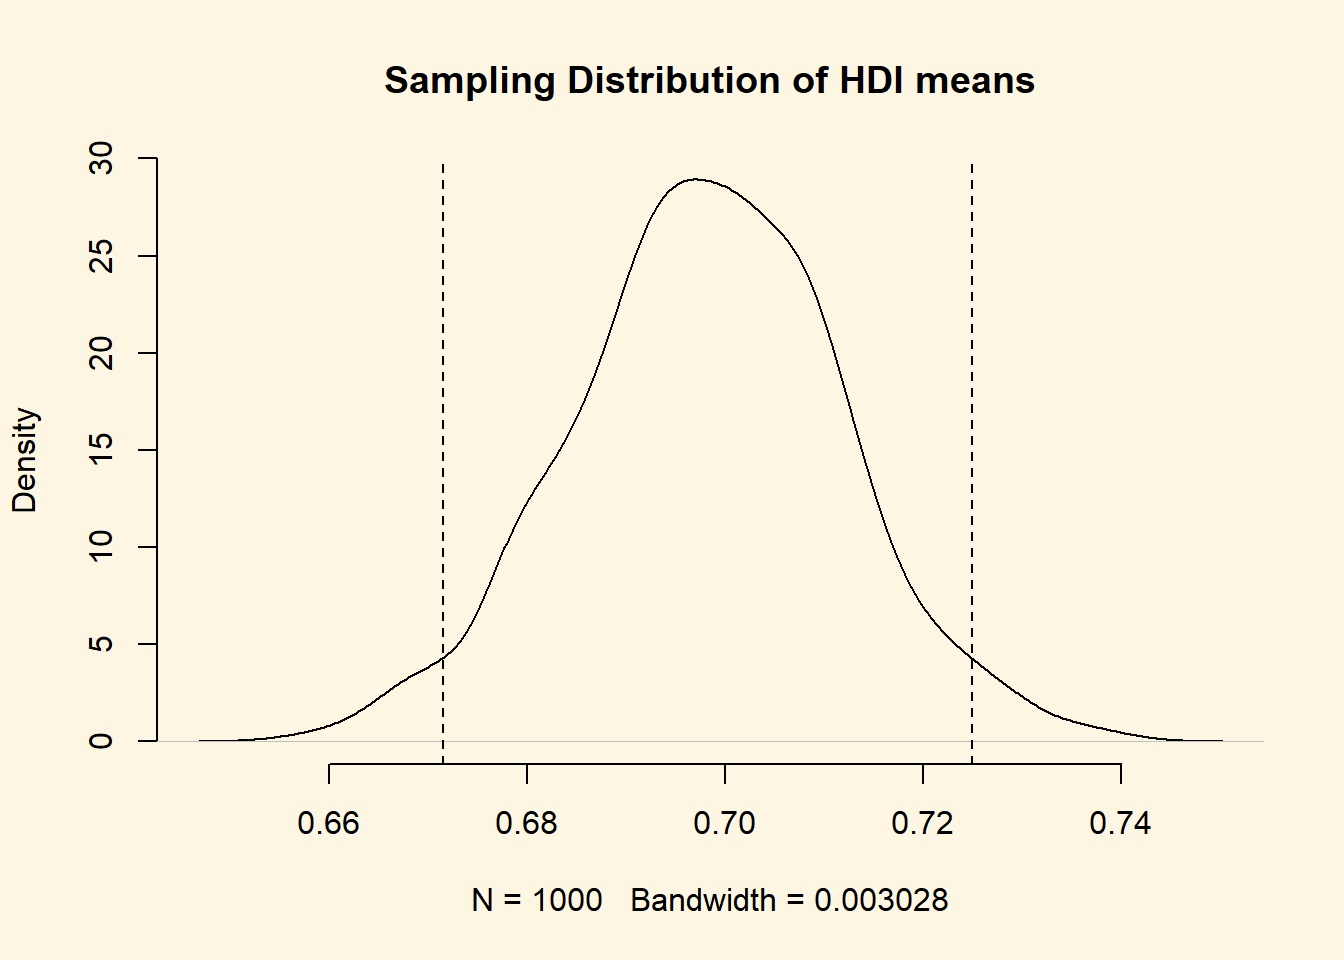 Sampling Distribution of HDI means
Density
30
25
20
15
10
5
0
0.66 0.68 0.70 0.72 0.74
N = 1000 Bandwidth = 0.003028